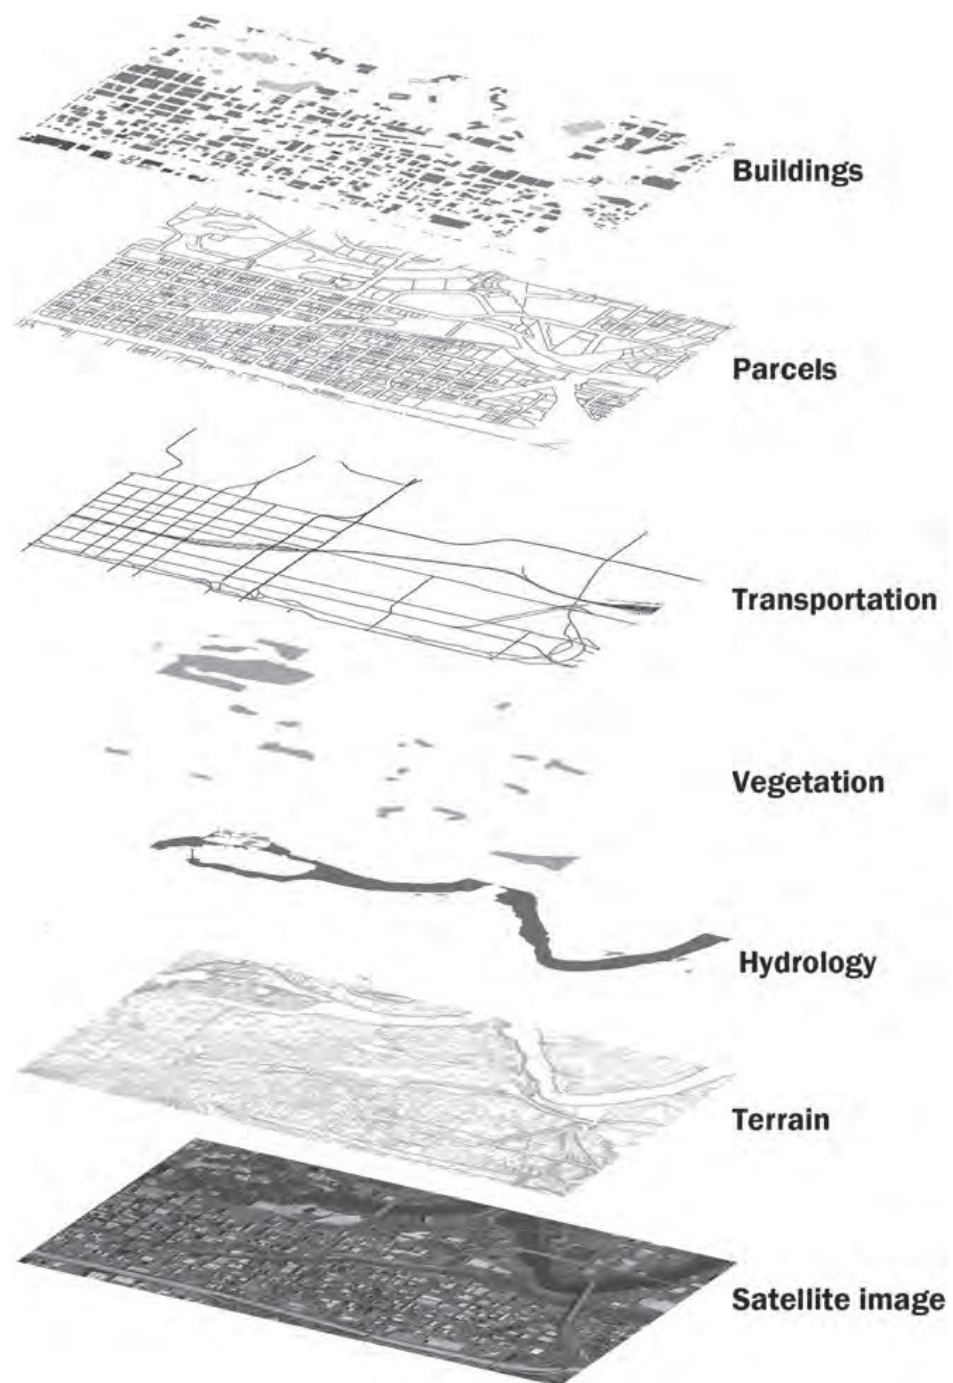 Buildings
Parcels
Transportation
Vegetation
Hydrology
Terrain
Satellite image